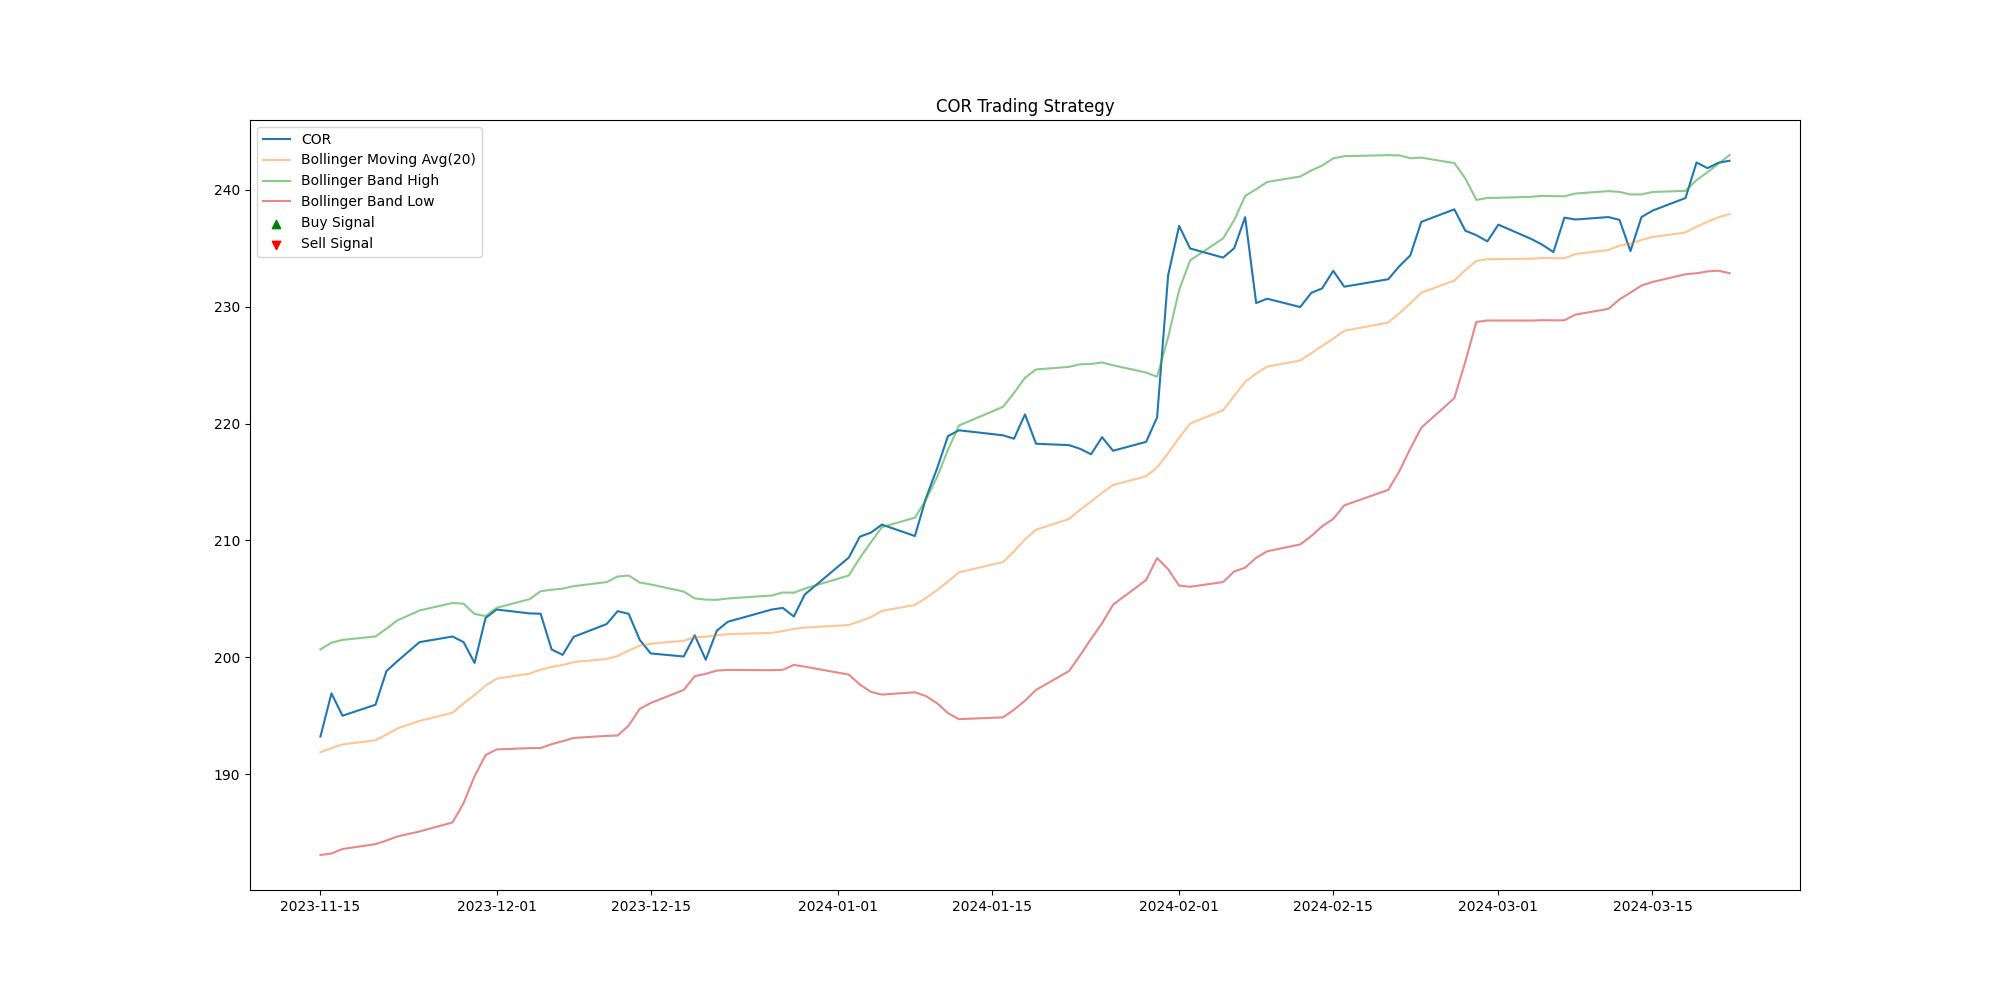 COR Trading Strategy
COR
Bollinger Moving Avg(20)
Bollinger Band High
Bollinger Band Low
Buy Signal
Sell Signal
240
230
220
210
200
190
2023-11-15 2023-12-01 2023-12-15 2024-01-01 2024-01-15 2024-02-01 2024-02-15 2024-03-01 2024-03-15